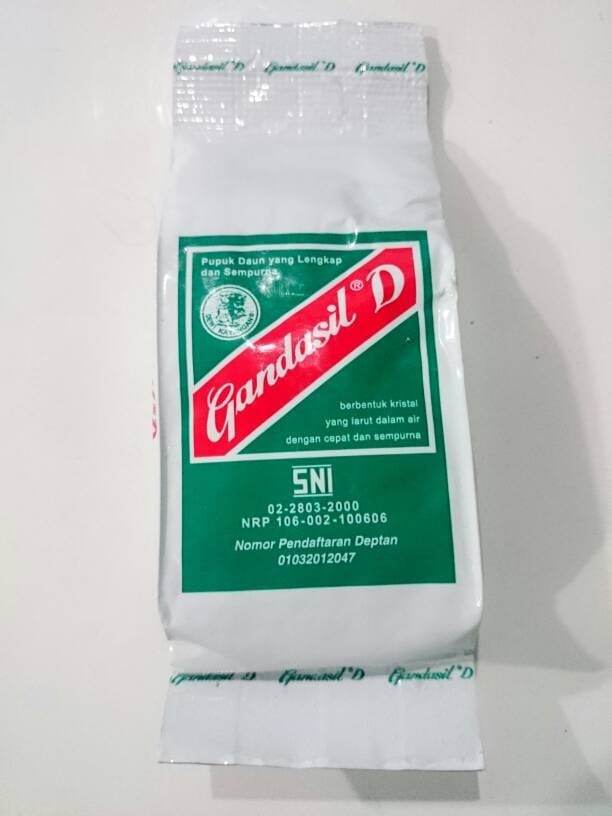 Gandasil®D Gandasil®D Gandasil®D
Pupuk Daun yang Lengkap
dan Sempurna
Gandasil® D
berbentuk kristal
yang larut dalam air
dengan cepat dan sempurna
SNI
02-2803-2000
NRP 106-002-100606
Nomor Pendaftaran Deptan
01032012047
Gandasil®D Gandasil®D Gandasil®D